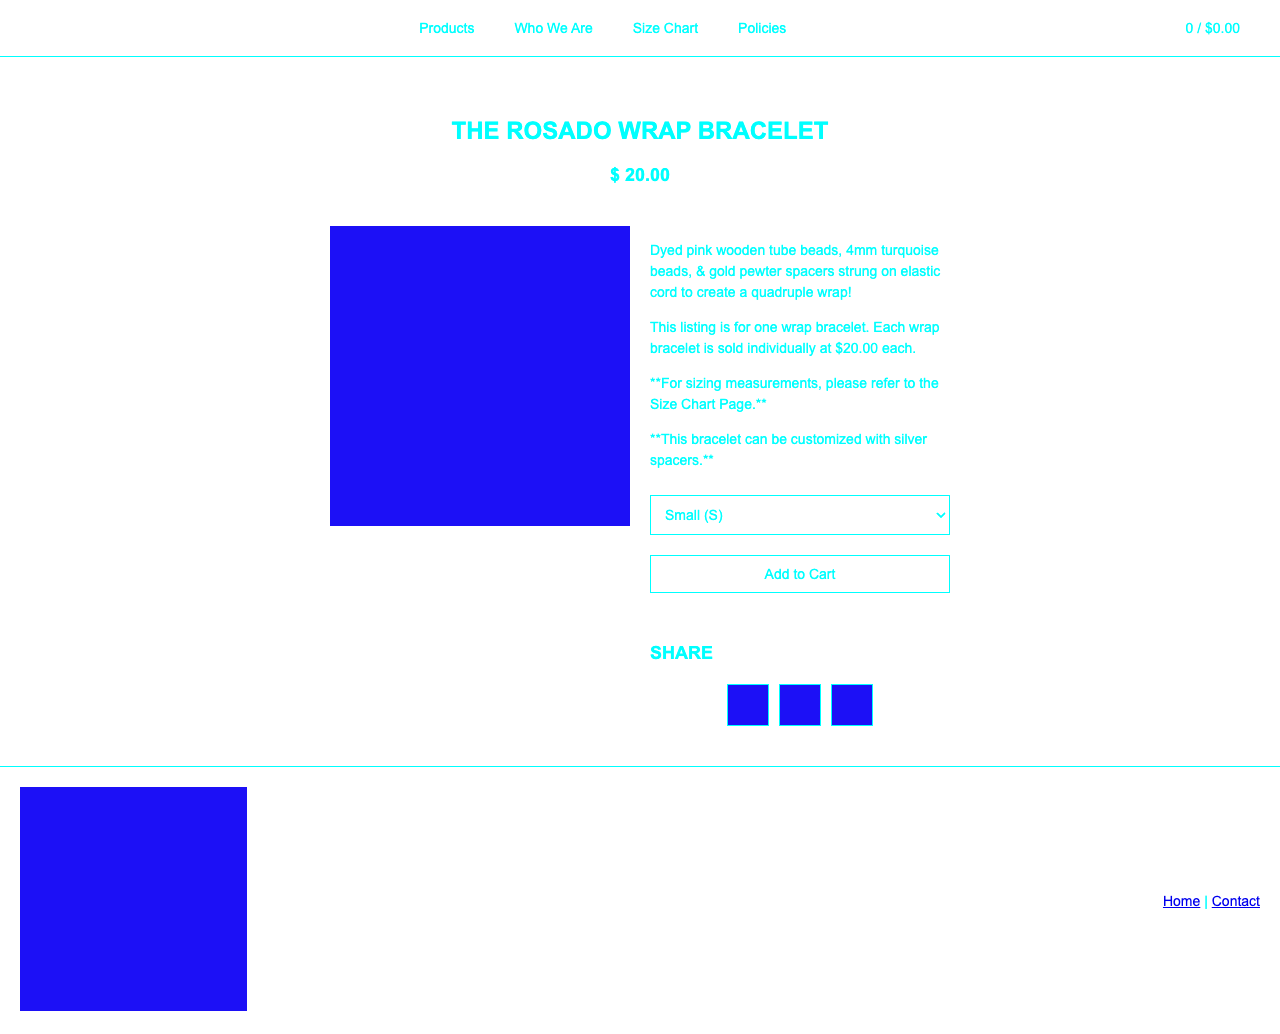 Products Who We Are Size Chart Policies 0 / $0.00
THE ROSADO WRAP BRACELET
$ 20.00
Dyed pink wooden tube beads, 4mm turquoise
beads, & gold pewter spacers strung on elastic
cord to create a quadruple wrap!
This listing is for one wrap bracelet. Each wrap
bracelet is sold individually at $20.00 each.
**For sizing measurements, please refer to the
Size Chart Page.**
**This bracelet can be customized with silver
spacers.**
Small (S)
Add to Cart
SHARE
Home | Contact